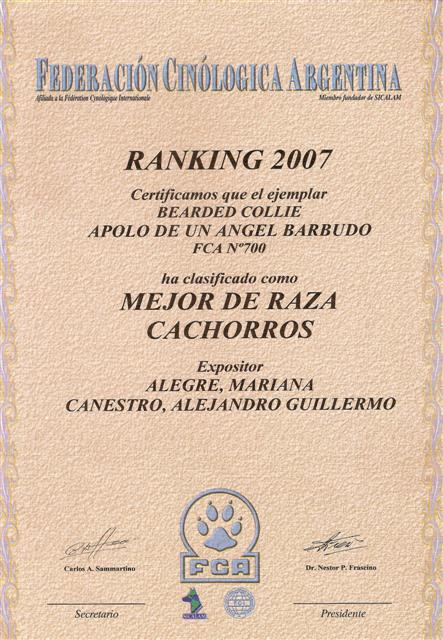 FEDERACIÓN CINÓLOGICA ARGENTINA
Afiliada a la Fédération Cynologique Internationale Miembro fundador de SICALAM
RANKING 2007
Certificamos que el ejemplar
BEARDED COLLIE
APOLO DE UN ANGEL BARBUDO
FCA Nº700
ha clasificado como
MEJOR DE RAZA
CACHORROS
Expositor
ALEGRE, MARIANA
CANESTRO, ALEJANDRO GUILLERMO
FCA
Carlos A. Sammartino Dr. Nestor P. Frascino
SICALAM FCI
Secretario Presidente